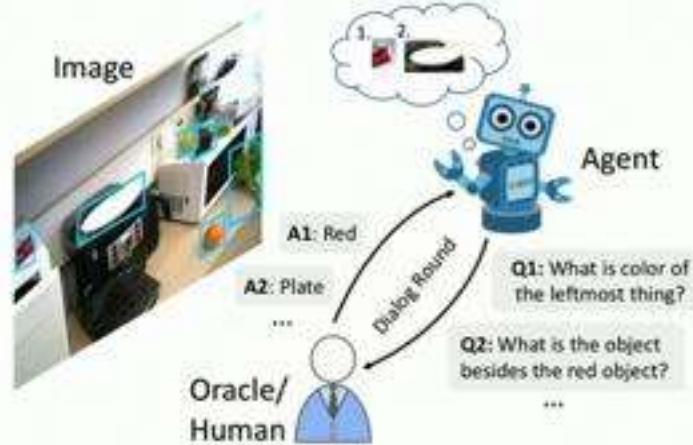 Image
1.
2.
Agent
A1: Red
A2: Plate
...
Dialog Round
Q1: What is color
of the leftmost thing?
Q2: What is the object
besides the red object?
...
Oracle/
Human